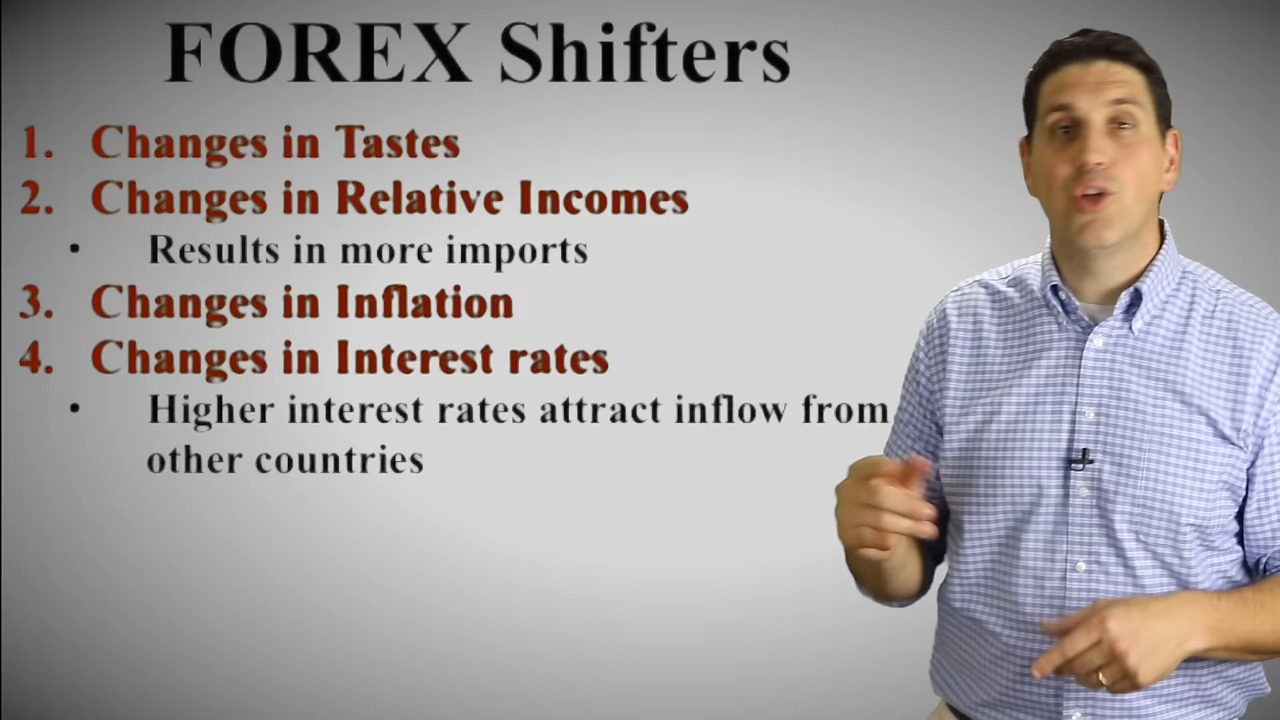 FOREX Shifters
1. Changes in Tastes
2. Changes in Relative Incomes
• Results in more imports
3. Changes in Inflation
4. Changes in Interest rates
• Higher interest rates attract inflow from
other countries